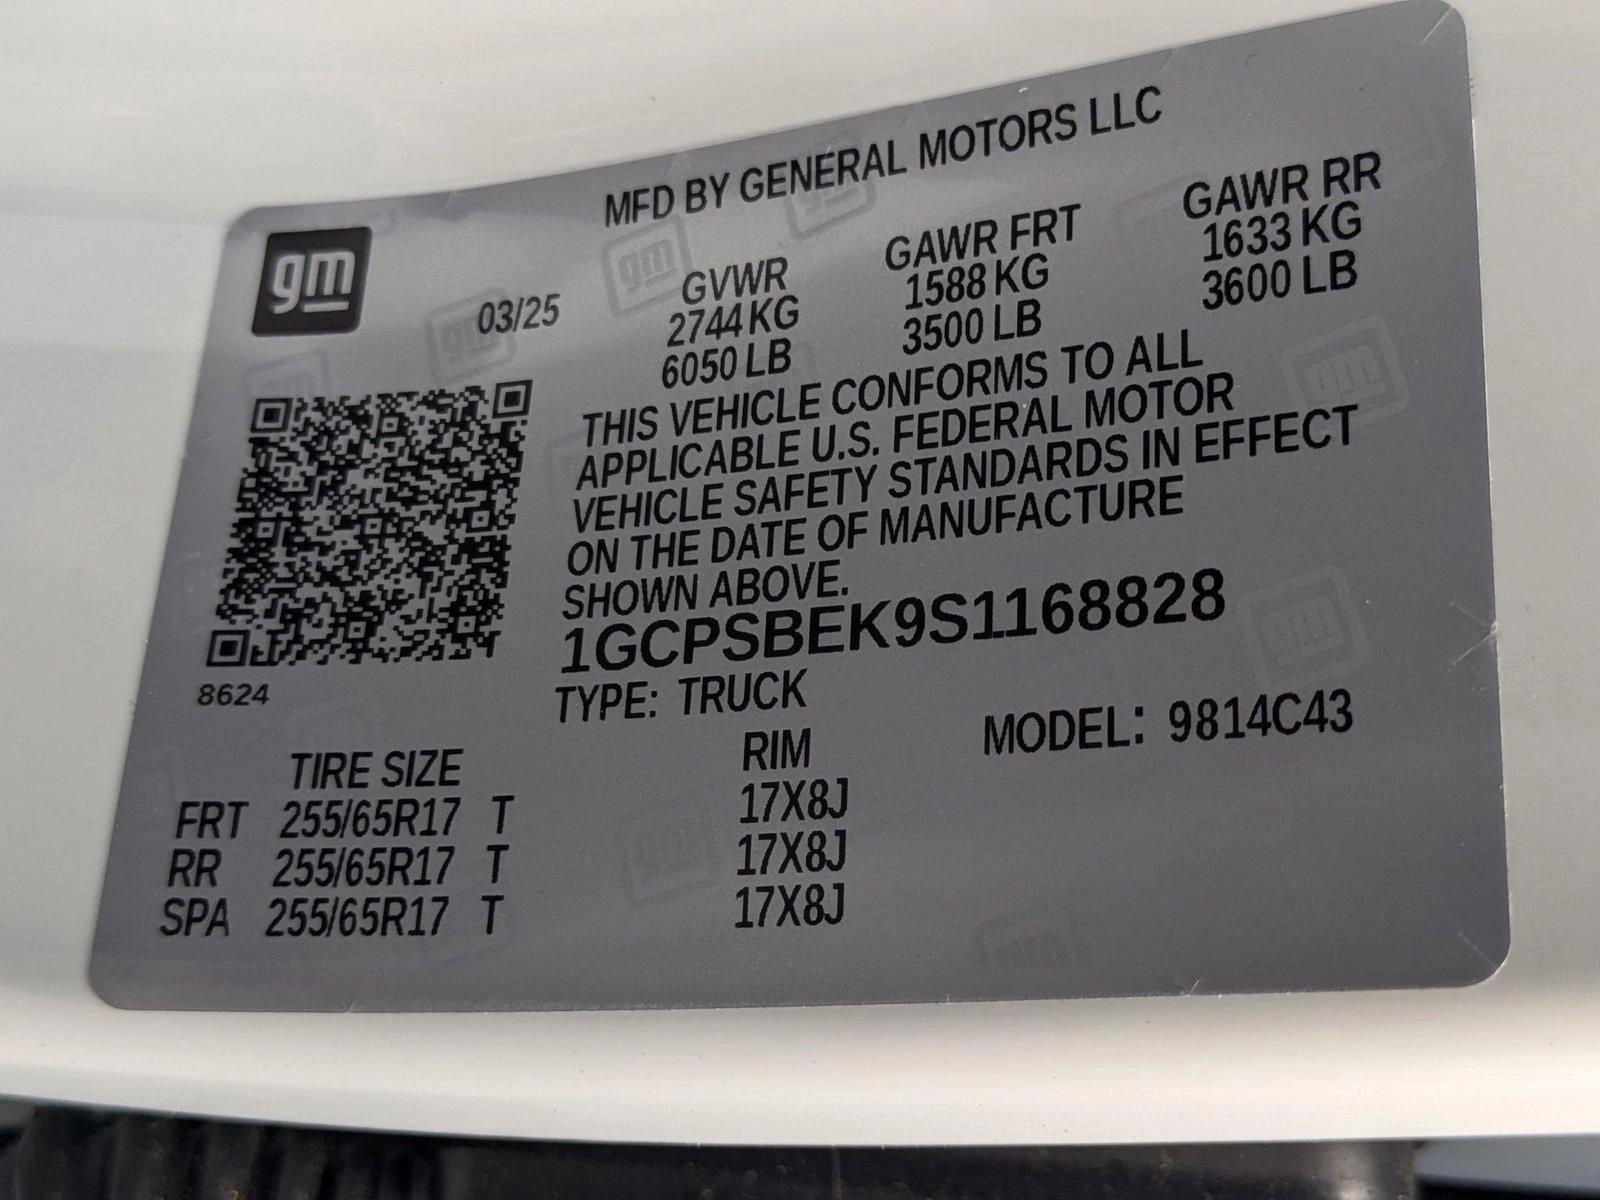 MFD BY GENERAL MOTORS LLC
gm
03/25
GVWR
2744 KG
6050 LB
GAWR FRT
1588 KG
3500 LB
GAWR RR
1633 KG
3600 LB
THIS VEHICLE CONFORMS TO ALL
APPLICABLE U.S. FEDERAL MOTOR
VEHICLE SAFETY STANDARDS IN EFFECT
ON THE DATE OF MANUFACTURE
SHOWN ABOVE.
1GCPSBEK9S1168828
8624
TYPE: TRUCK
MODEL: 9814C43
TIRE SIZE RIM
FRT 255/65R17 T 17X8J
RR 255/65R17 T 17X8J
SPA 255/65R17 T 17X8J